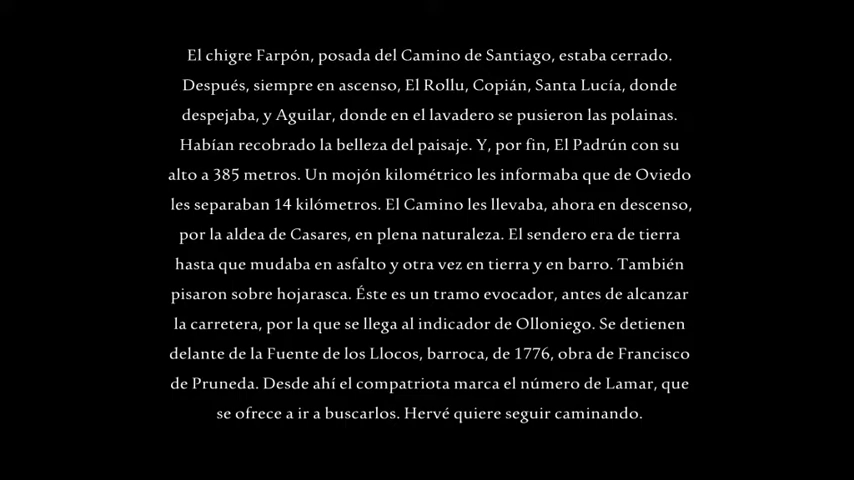 El chigre Farpón, posada del Camino de Santiago, estaba cerrado.
Después, siempre en ascenso, El Rollu, Copián, Santa Lucía, donde
despejaba, y Aguilar, donde en el lavadero se pusieron las polainas.
Habían recobrado la belleza del paisaje. Y, por fin, El Padrún con su
alto a 385 metros. Un mojón kilométrico les informaba que de Oviedo
les separaban 14 kilómetros. El Camino les llevaba, ahora en descenso,
por la aldea de Casares, en plena naturaleza. El sendero era de tierra
hasta que mudaba en asfalto y otra vez en tierra y en barro. También
pisaron sobre hojarasca. Éste es un tramo evocador, antes de alcanzar
la carretera, por la que se llega al indicador de Olloniego. Se detienen
delante de la Fuente de los Llocos, barroca, de 1776, obra de Francisco
de Pruneda. Desde ahí el compatriota marca el número de Lamar, que
se ofrece a ir a buscarlos. Hervé quiere seguir caminando.